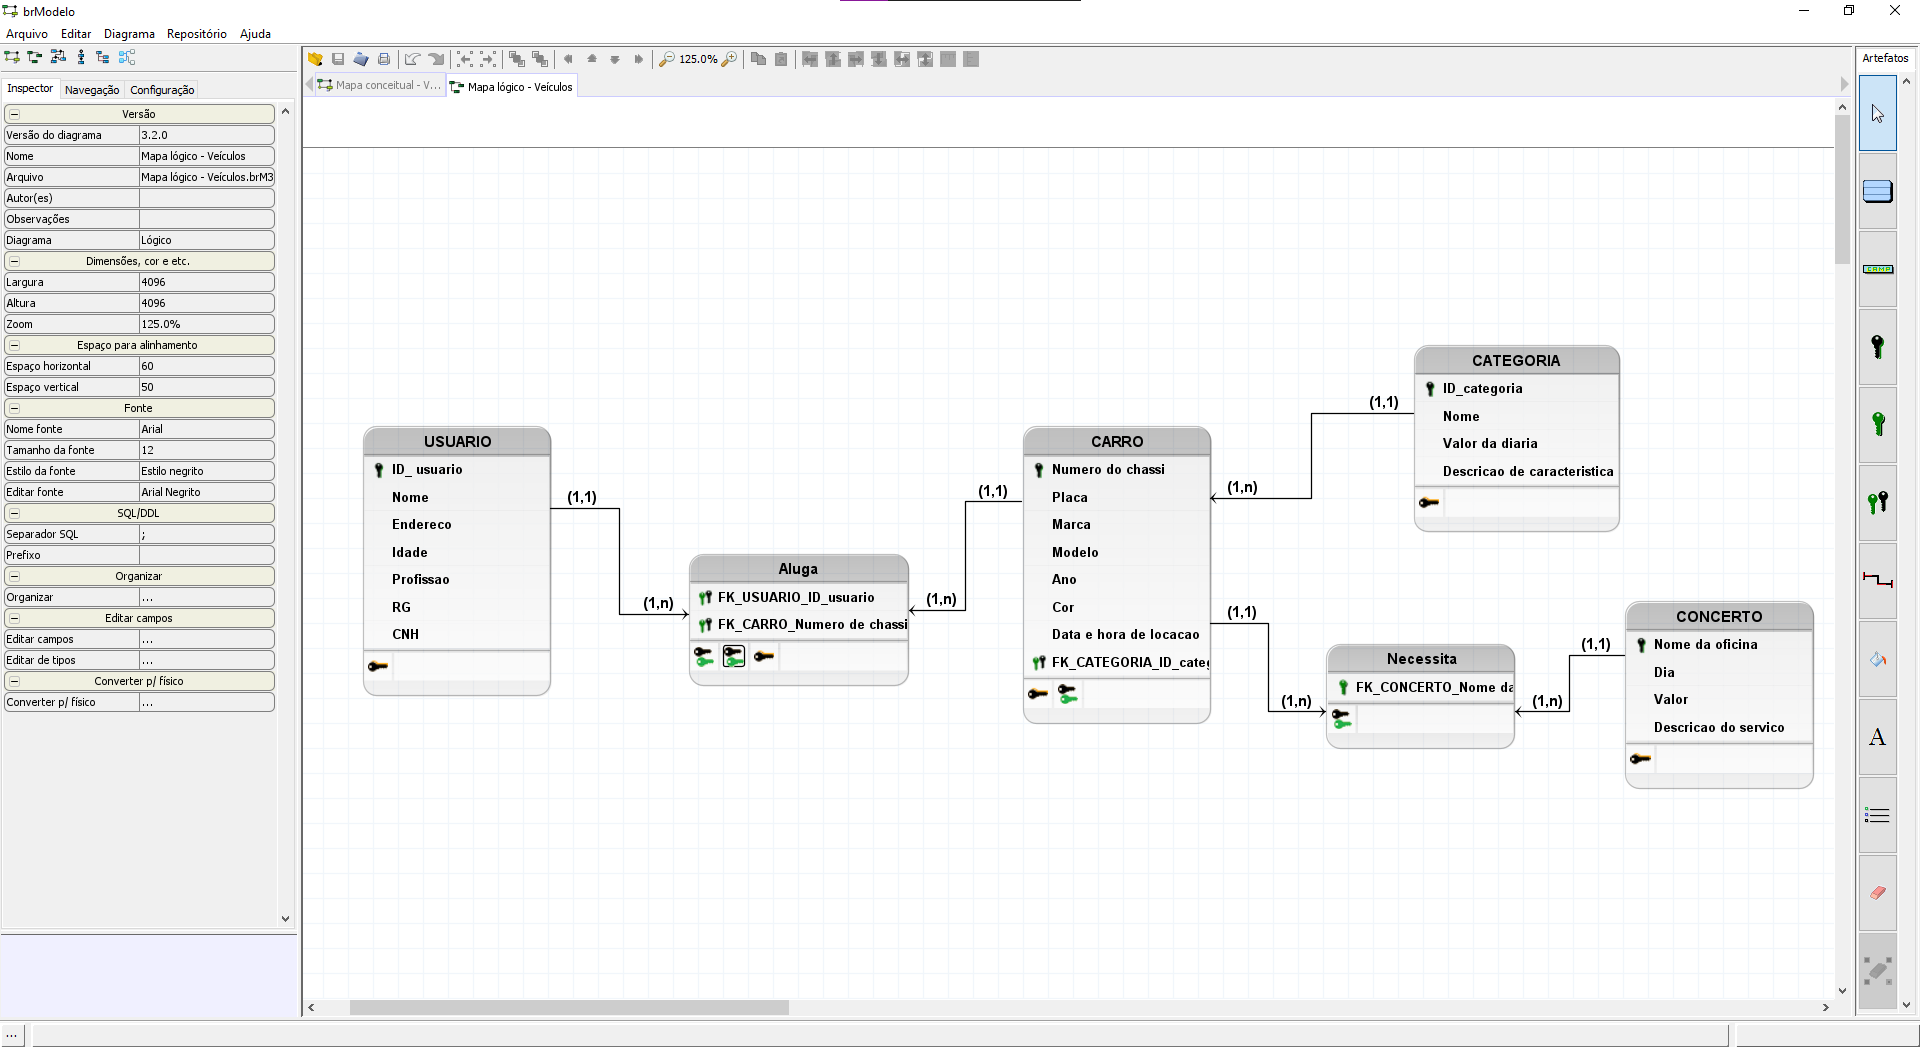 brModelo
Arquivo Editar Diagrama Repositório Ajuda
125.0%
Artefatos
Inspector Navegação Configuração
Mapa conceitual - V...
Mapa lógico - Veículos
Versão
Versão do diagrama 3.2.0
Nome Mapa lógico - Veículos
Arquivo Mapa lógico - Veículos.brM3
Autor(es)
Observações
Diagrama Lógico
Dimensões, cor e etc.
Largura 4096
Altura 4096
Zoom 125.0%
Espaço para alinhamento
Espaço horizontal 60
Espaço vertical 50
Fonte
Nome fonte Arial
Tamanho da fonte 12
Estilo da fonte Estilo negrito
Editar fonte Arial Negrito
SQL/DDL
Separador SQL ;
Prefixo
Organizar
Organizar ...
Editar campos
Editar campos ...
Editar de tipos ...
Converter p/ físico
Converter p/ físico ...
USUARIO
ID_ usuario
Nome
Endereco
Idade
Profissao
RG
CNH
(1,1)
(1,n)
Aluga
FK_USUARIO_ID_usuario
FK_CARRO_Numero de chassi
(1,n)
(1,1)
CARRO
Numero do chassi
Placa
Marca
Modelo
Ano
Cor
Data e hora de locacao
FK_CATEGORIA_ID_categ
(1,n)
(1,1)
CATEGORIA
ID_categoria
Nome
Valor da diaria
Descricao de caracteristica
(1,1)
(1,n)
Necessita
FK_CONCERTO_Nome da
(1,n)
(1,1)
CONCERTO
Nome da oficina
Dia
Valor
Descricao do servico
CAMP
A
...